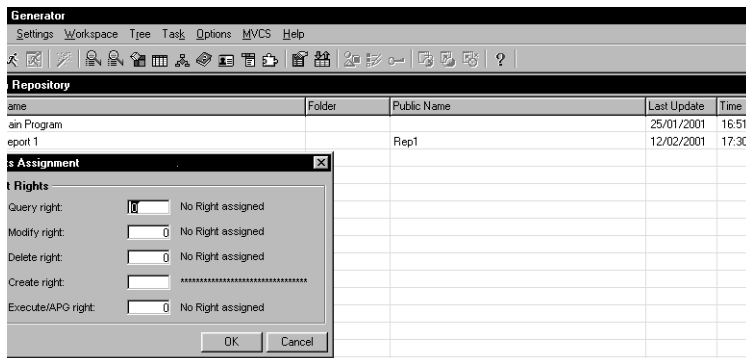 Generator
Settings Workspace Tree Task Options MVCS Help
?
Repository
ame Folder Public Name Last Update Time
ain Program 25/01/2001 16:51
eport 1 Rep1 12/02/2001 17:30
s Assignment
t Rights
Query right: 0 No Right assigned
Modify right: 0 No Right assigned
Delete right: 0 No Right assigned
Create right: ********************************
Execute/APG right: 0 No Right assigned
OK Cancel